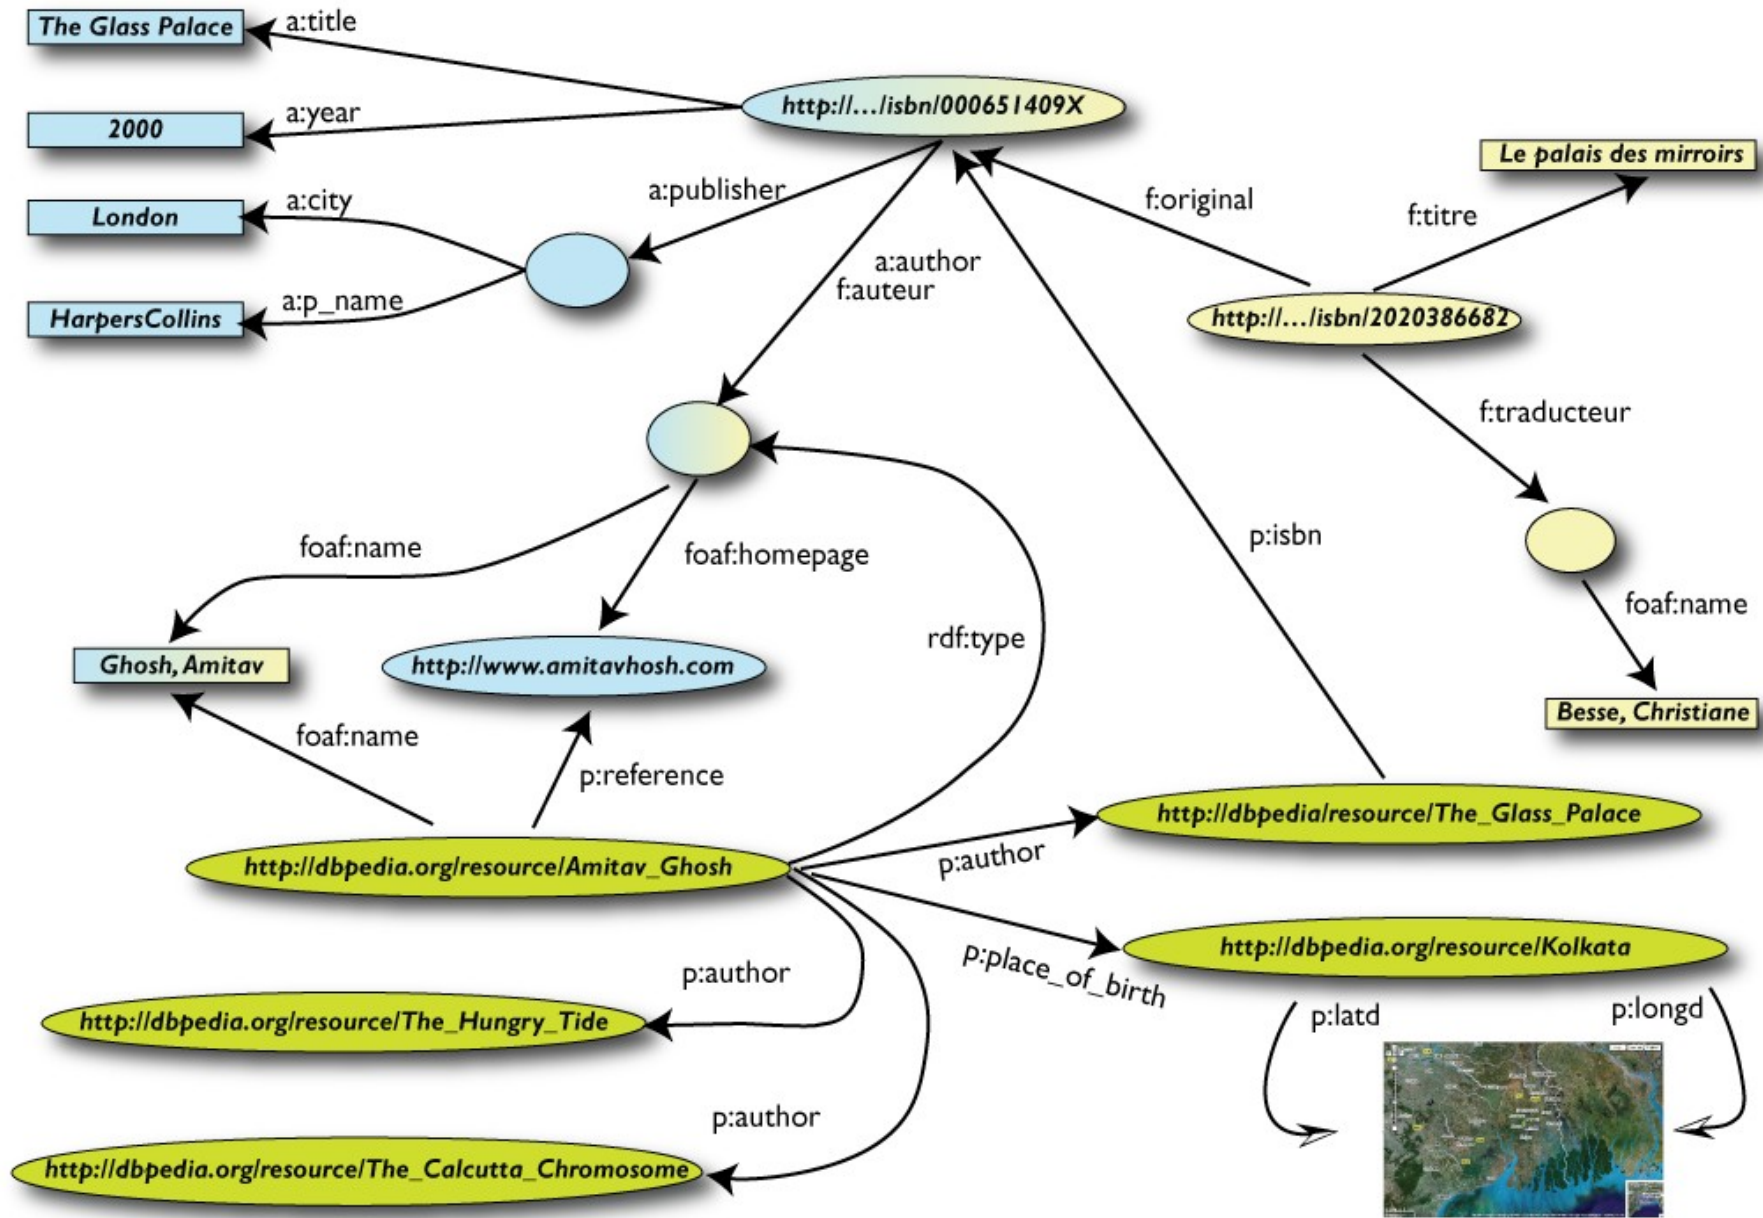 The Glass Palace
a:title
http://.../isbn/000651409X
2000
a:year
Le palais des mirroirs
London
a:city
a:publisher
f:original
f:titre
a:author
f:auteur
HarpersCollins
a:p_name
http://.../isbn/2020386682
f:traducteur
foaf:name
foaf:homepage
p:isbn
foaf:name
rdf:type
Ghosh, Amitav
http://www.amitavhosh.com
Besse, Christiane
foaf:name
p:reference
http://dbpedia/resource/The_Glass_Palace
http://dbpedia.org/resource/Amitav_Ghosh
p:author
http://dbpedia.org/resource/Kolkata
p:place_of_birth
p:author
http://dbpedia.org/resource/The_Hungry_Tide
p:latd
p:longd
p:author
http://dbpedia.org/resource/The_Calcutta_Chromosome